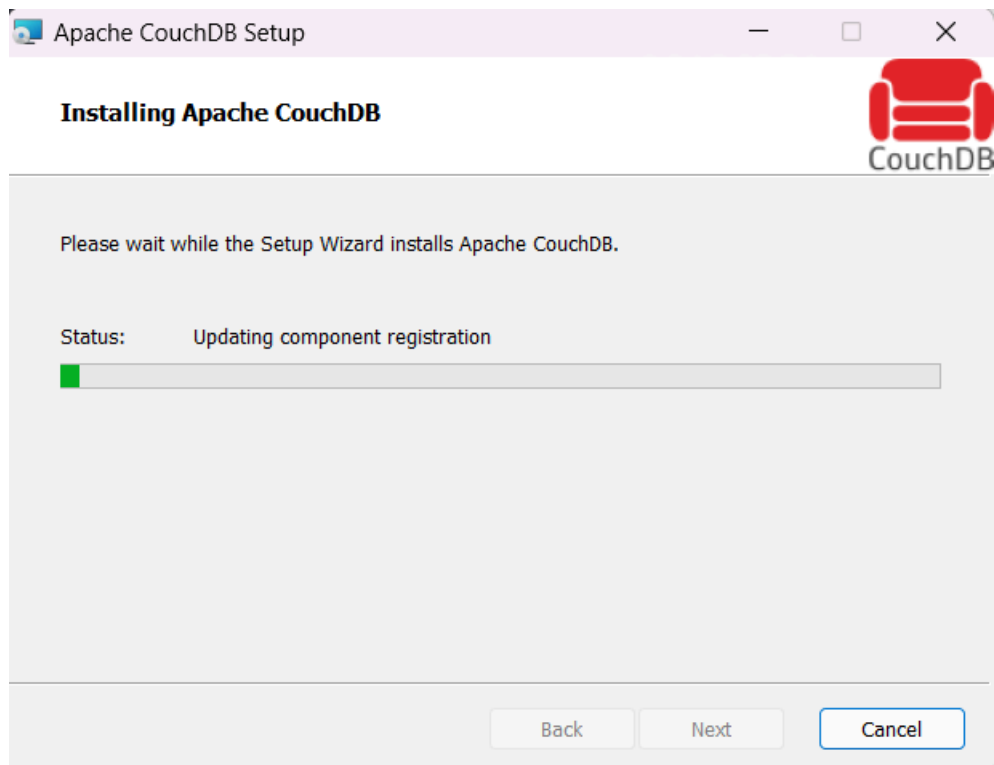 Apache CouchDB Setup
Installing Apache CouchDB
CouchDB
Please wait while the Setup Wizard installs Apache CouchDB.
Status: Updating component registration
Back Next Cancel